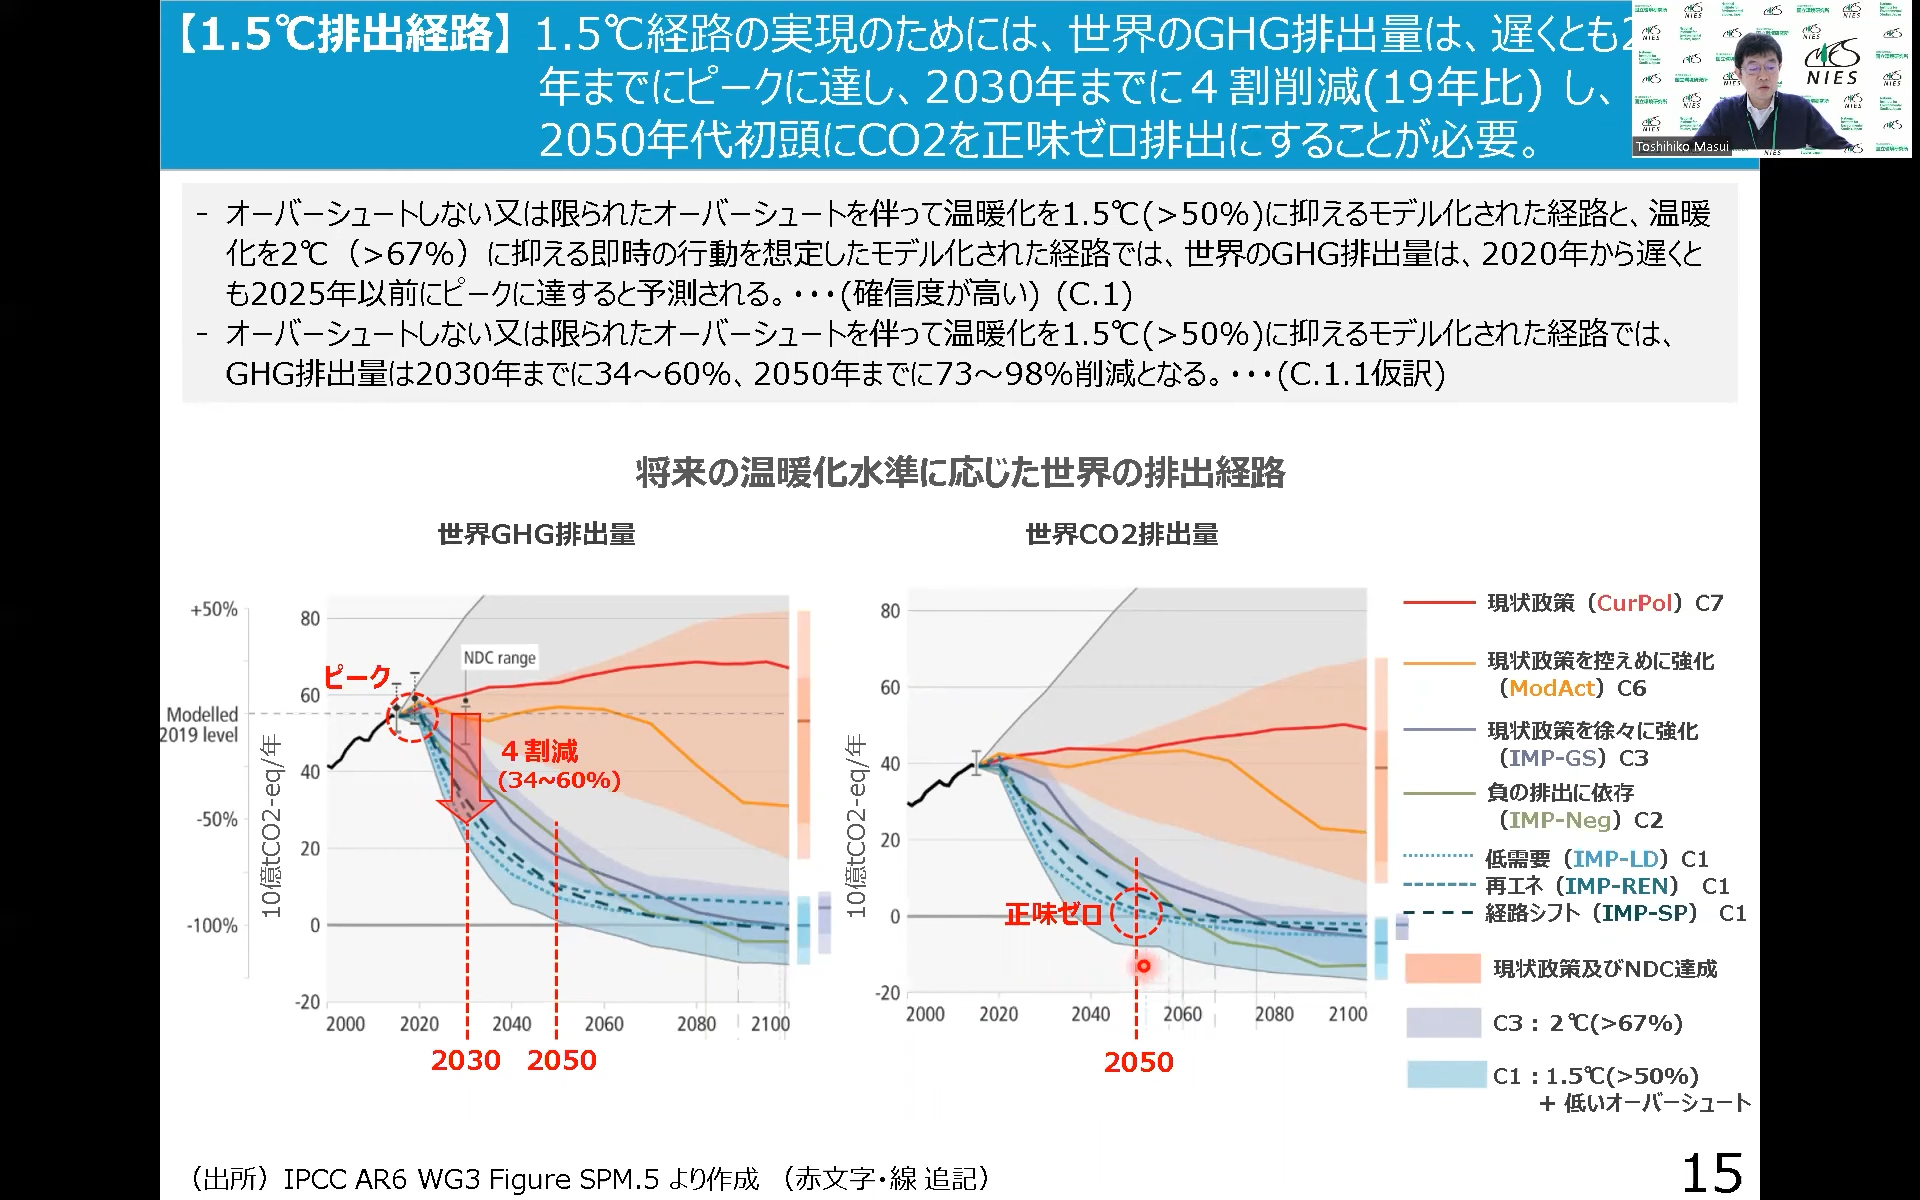 【1.5℃排出経路】1.5℃経路の実現のためには、世界のGHG排出量は、遅くとも2
年までにピークに達し、2030年までに４割削減(19年比) し、
2050年代初頭にCO2を正味ゼロ排出にすることが必要。
NIES
Toshihiko Masui
- オーバーシュートしない又は限られたオーバーシュートを伴って温暖化を1.5℃(>50%)に抑えるモデル化された経路と、温暖
化を2℃（>67%）に抑える即時の行動を想定したモデル化された経路では、世界のGHG排出量は、2020年から遅くと
も2025年以前にピークに達すると予測される。・・・(確信度が高い) (C.1)
- オーバーシュートしない又は限られたオーバーシュートを伴って温暖化を1.5℃(>50%)に抑えるモデル化された経路では、
GHG排出量は2030年までに34～60%、2050年までに73～98%削減となる。・・・(C.1.1仮訳)
将来の温暖化水準に応じた世界の排出経路
世界GHG排出量
+50%
Modelled
2019 level
-50%
-100%
10億tCO2-eq/年
80
60
40
20
0
-20
ピーク
NDC range
４割減
(34~60%)
2000 2020 2040 2060 2080 2100
2030 2050
世界CO2排出量
10億tCO2-eq/年
80
60
40
20
0
-20
正味ゼロ
2000 2020 2040 2060 2080 2100
2050
現状政策（CurPol）C7
現状政策を控えめに強化
（ModAct）C6
現状政策を徐々に強化
（IMP-GS）C3
負の排出に依存
（IMP-Neg）C2
低需要（IMP-LD）C1
再エネ（IMP-REN） C1
経路シフト（IMP-SP） C1
現状政策及びNDC達成
C3：2℃(>67%)
C1：1.5℃(>50%)
+ 低いオーバーシュート
（出所）IPCC AR6 WG3 Figure SPM.5 より作成 （赤文字・線 追記）
15